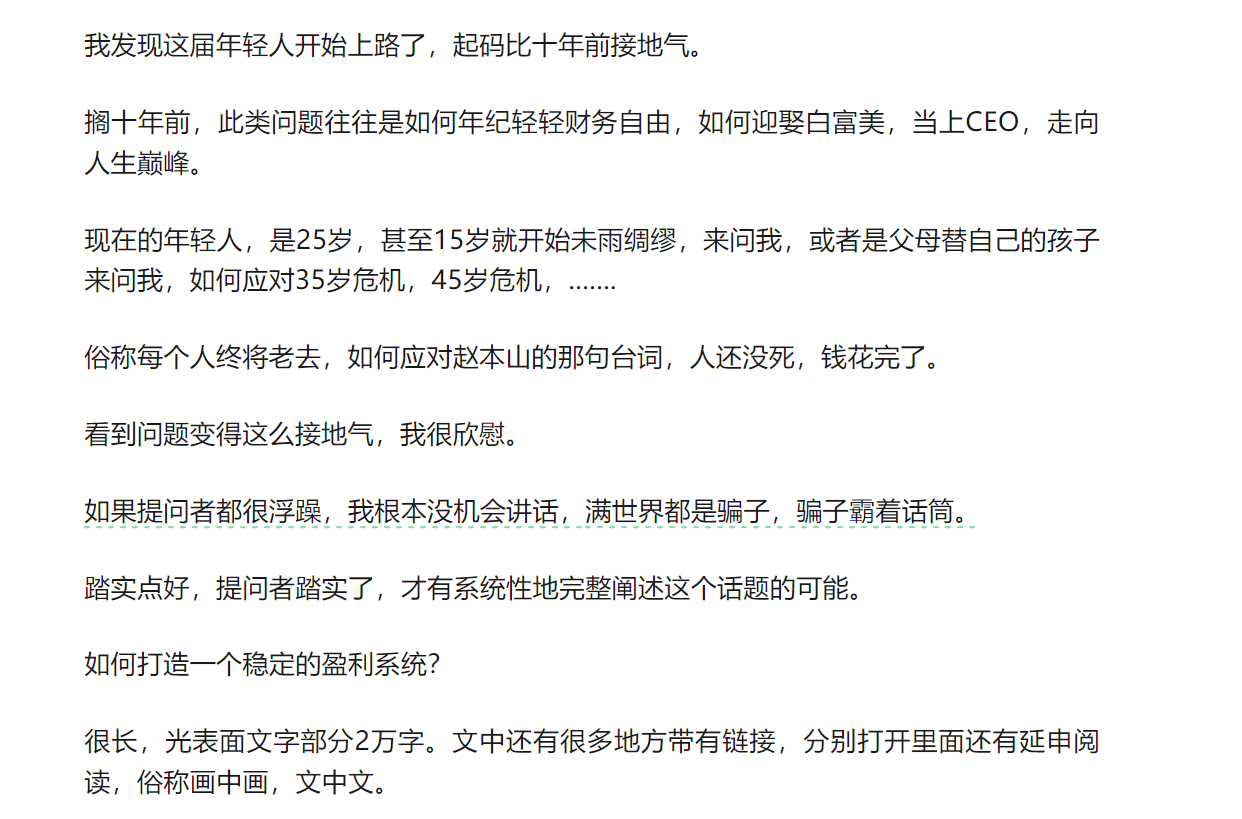 我发现这届年轻人开始上路了，起码比十年前接地气。
搁十年前，此类问题往往是如何年纪轻轻财务自由，如何迎娶白富美，当上CEO，走向
人生巅峰。
现在的年轻人，是25岁，甚至15岁就开始未雨绸缪，来问我，或者是父母替自己的孩子
来问我，如何应对35岁危机，45岁危机，.......
俗称每个人终将老去，如何应对赵本山的那句台词，人还没死，钱花完了。
看到问题变得这么接地气，我很欣慰。
如果提问者都很浮躁，我根本没机会讲话，满世界都是骗子，骗子霸着话筒。
踏实点好，提问者踏实了，才有系统性地完整阐述这个话题的可能。
如何打造一个稳定的盈利系统？
很长，光表面文字部分2万字。文中还有很多地方带有链接，分别打开里面还有延申阅
读，俗称画中画，文中文。